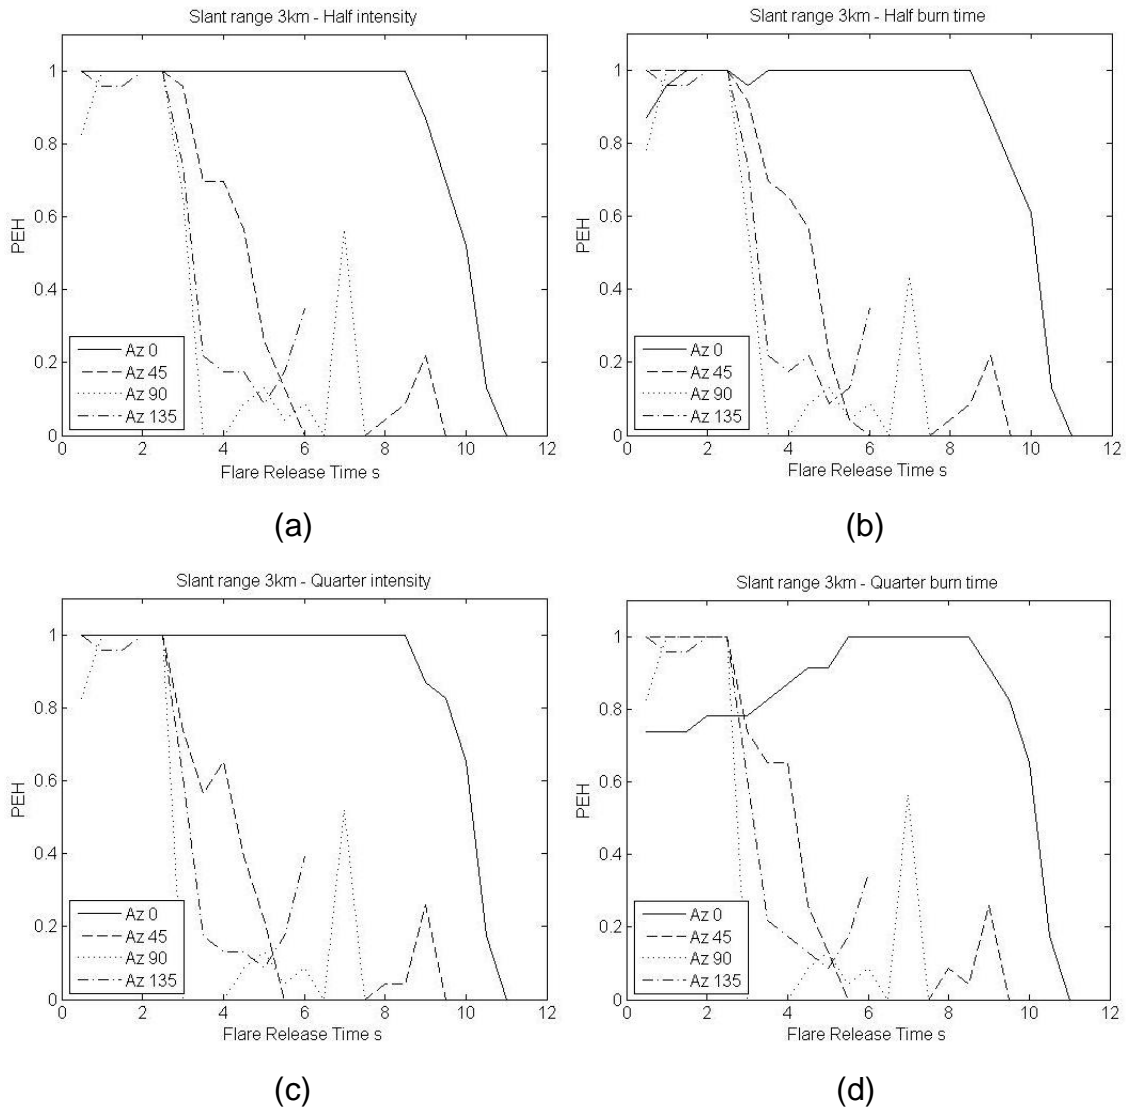 Slant range 3km - Half intensity
1
0.8
0.6
0.4
0.2
0
PEH
Az 0
Az 45
Az 90
Az 135
0 2 4 6 8 10 12
Flare Release Time s
(a)
Slant range 3km - Half burn time
1
0.8
0.6
0.4
0.2
0
PEH
Az 0
Az 45
Az 90
Az 135
0 2 4 6 8 10 12
Flare Release Time s
(b)
Slant range 3km - Quarter intensity
1
0.8
0.6
0.4
0.2
0
PEH
Az 0
Az 45
Az 90
Az 135
0 2 4 6 8 10 12
Flare Release Time s
(c)
Slant range 3km - Quarter burn time
1
0.8
0.6
0.4
0.2
0
PEH
Az 0
Az 45
Az 90
Az 135
0 2 4 6 8 10 12
Flare Release Time s
(d)